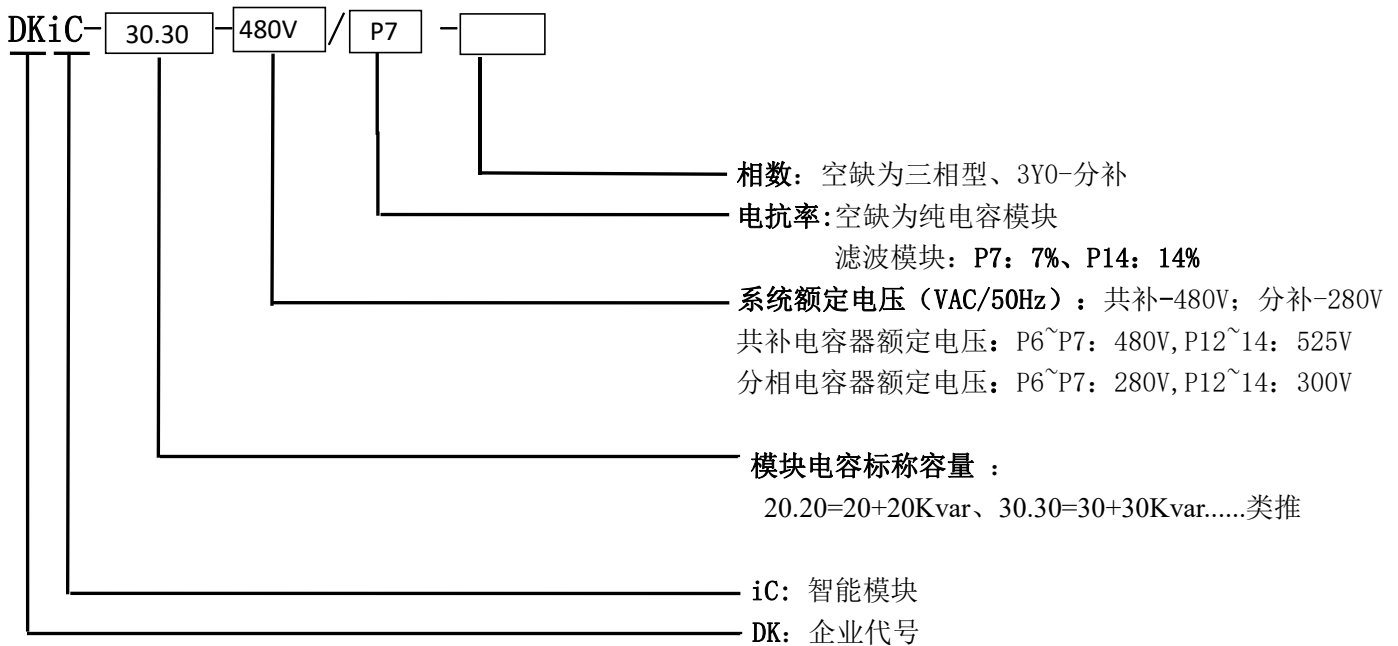 DKiC-30.30-480V/P7-
相数：空缺为三相型、3Y0-分补
电抗率:空缺为纯电容模块
滤波模块：P7：7%、P14：14%
系统额定电压（VAC/50Hz）：共补-480V；分补-280V
共补电容器额定电压：P6~P7：480V,P12~14：525V
分相电容器额定电压：P6~P7：280V,P12~14：300V
模块电容标称容量 ：
20.20=20+20Kvar、30.30=30+30Kvar......类推
iC：智能模块
DK：企业代号